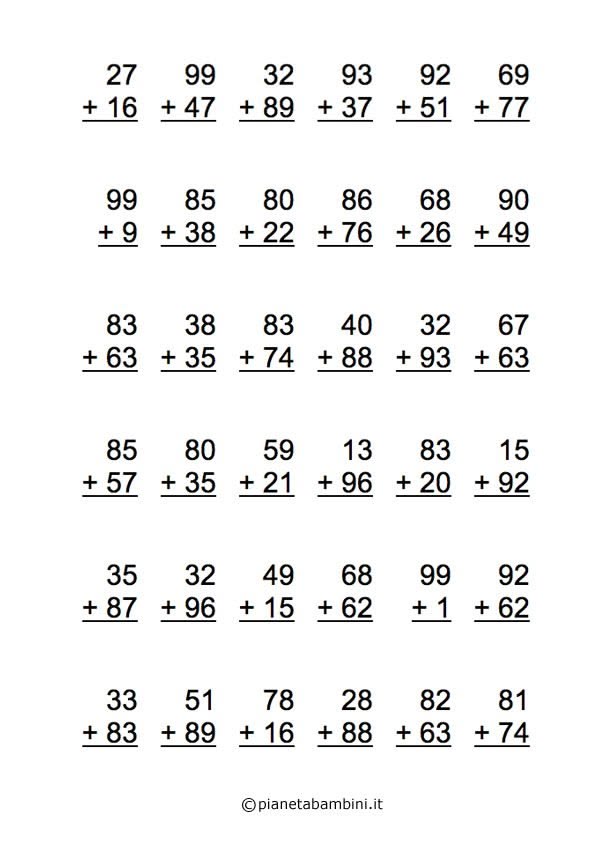 27 99 32 93 92 69
+ 16 + 47 + 89 + 37 + 51 + 77
99 85 80 86 68 90
+ 9 + 38 + 22 + 76 + 26 + 49
83 38 83 40 32 67
+ 63 + 35 + 74 + 88 + 93 + 63
85 80 59 13 83 15
+ 57 + 35 + 21 + 96 + 20 + 92
35 32 49 68 99 92
+ 87 + 96 + 15 + 62 + 1 + 62
33 51 78 28 82 81
+ 83 + 89 + 16 + 88 + 63 + 74
©pianetabambini.it